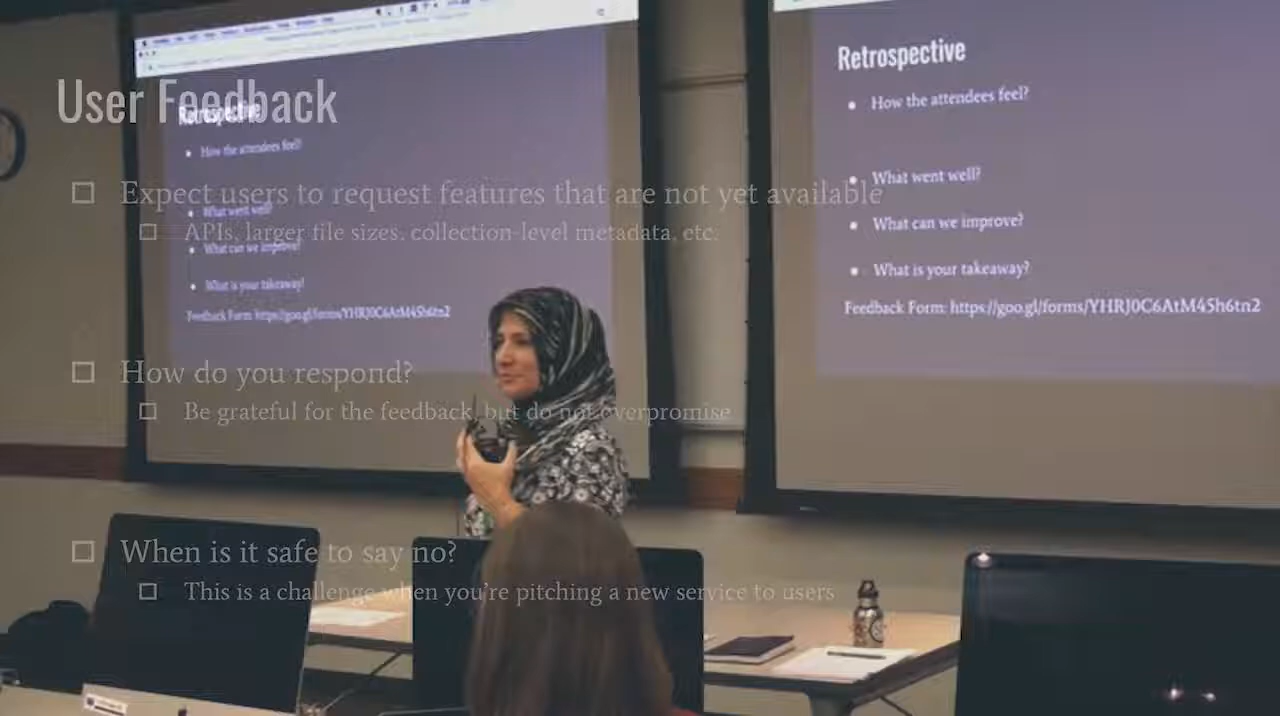 User Feedback
Expect users to request features that are not yet available
APIs, larger file sizes, collection-level metadata, etc.
How do you respond?
Be grateful for the feedback, but do not overpromise
When is it safe to say no?
This is a challenge when you're pitching a new service to users
Retrospective
How the attendees feel?
What went well?
What can we improve?
What is your takeaway?
Feedback Form: https://goo.gl/forms/YHRJ0C6AtM4Sh6tn2
Retrospective
How the attendees feel?
What went well?
What can we improve?
What is your takeaway?
Feedback Form: https://goo.gl/forms/YHRJ0C6AtM4Sh6tn2